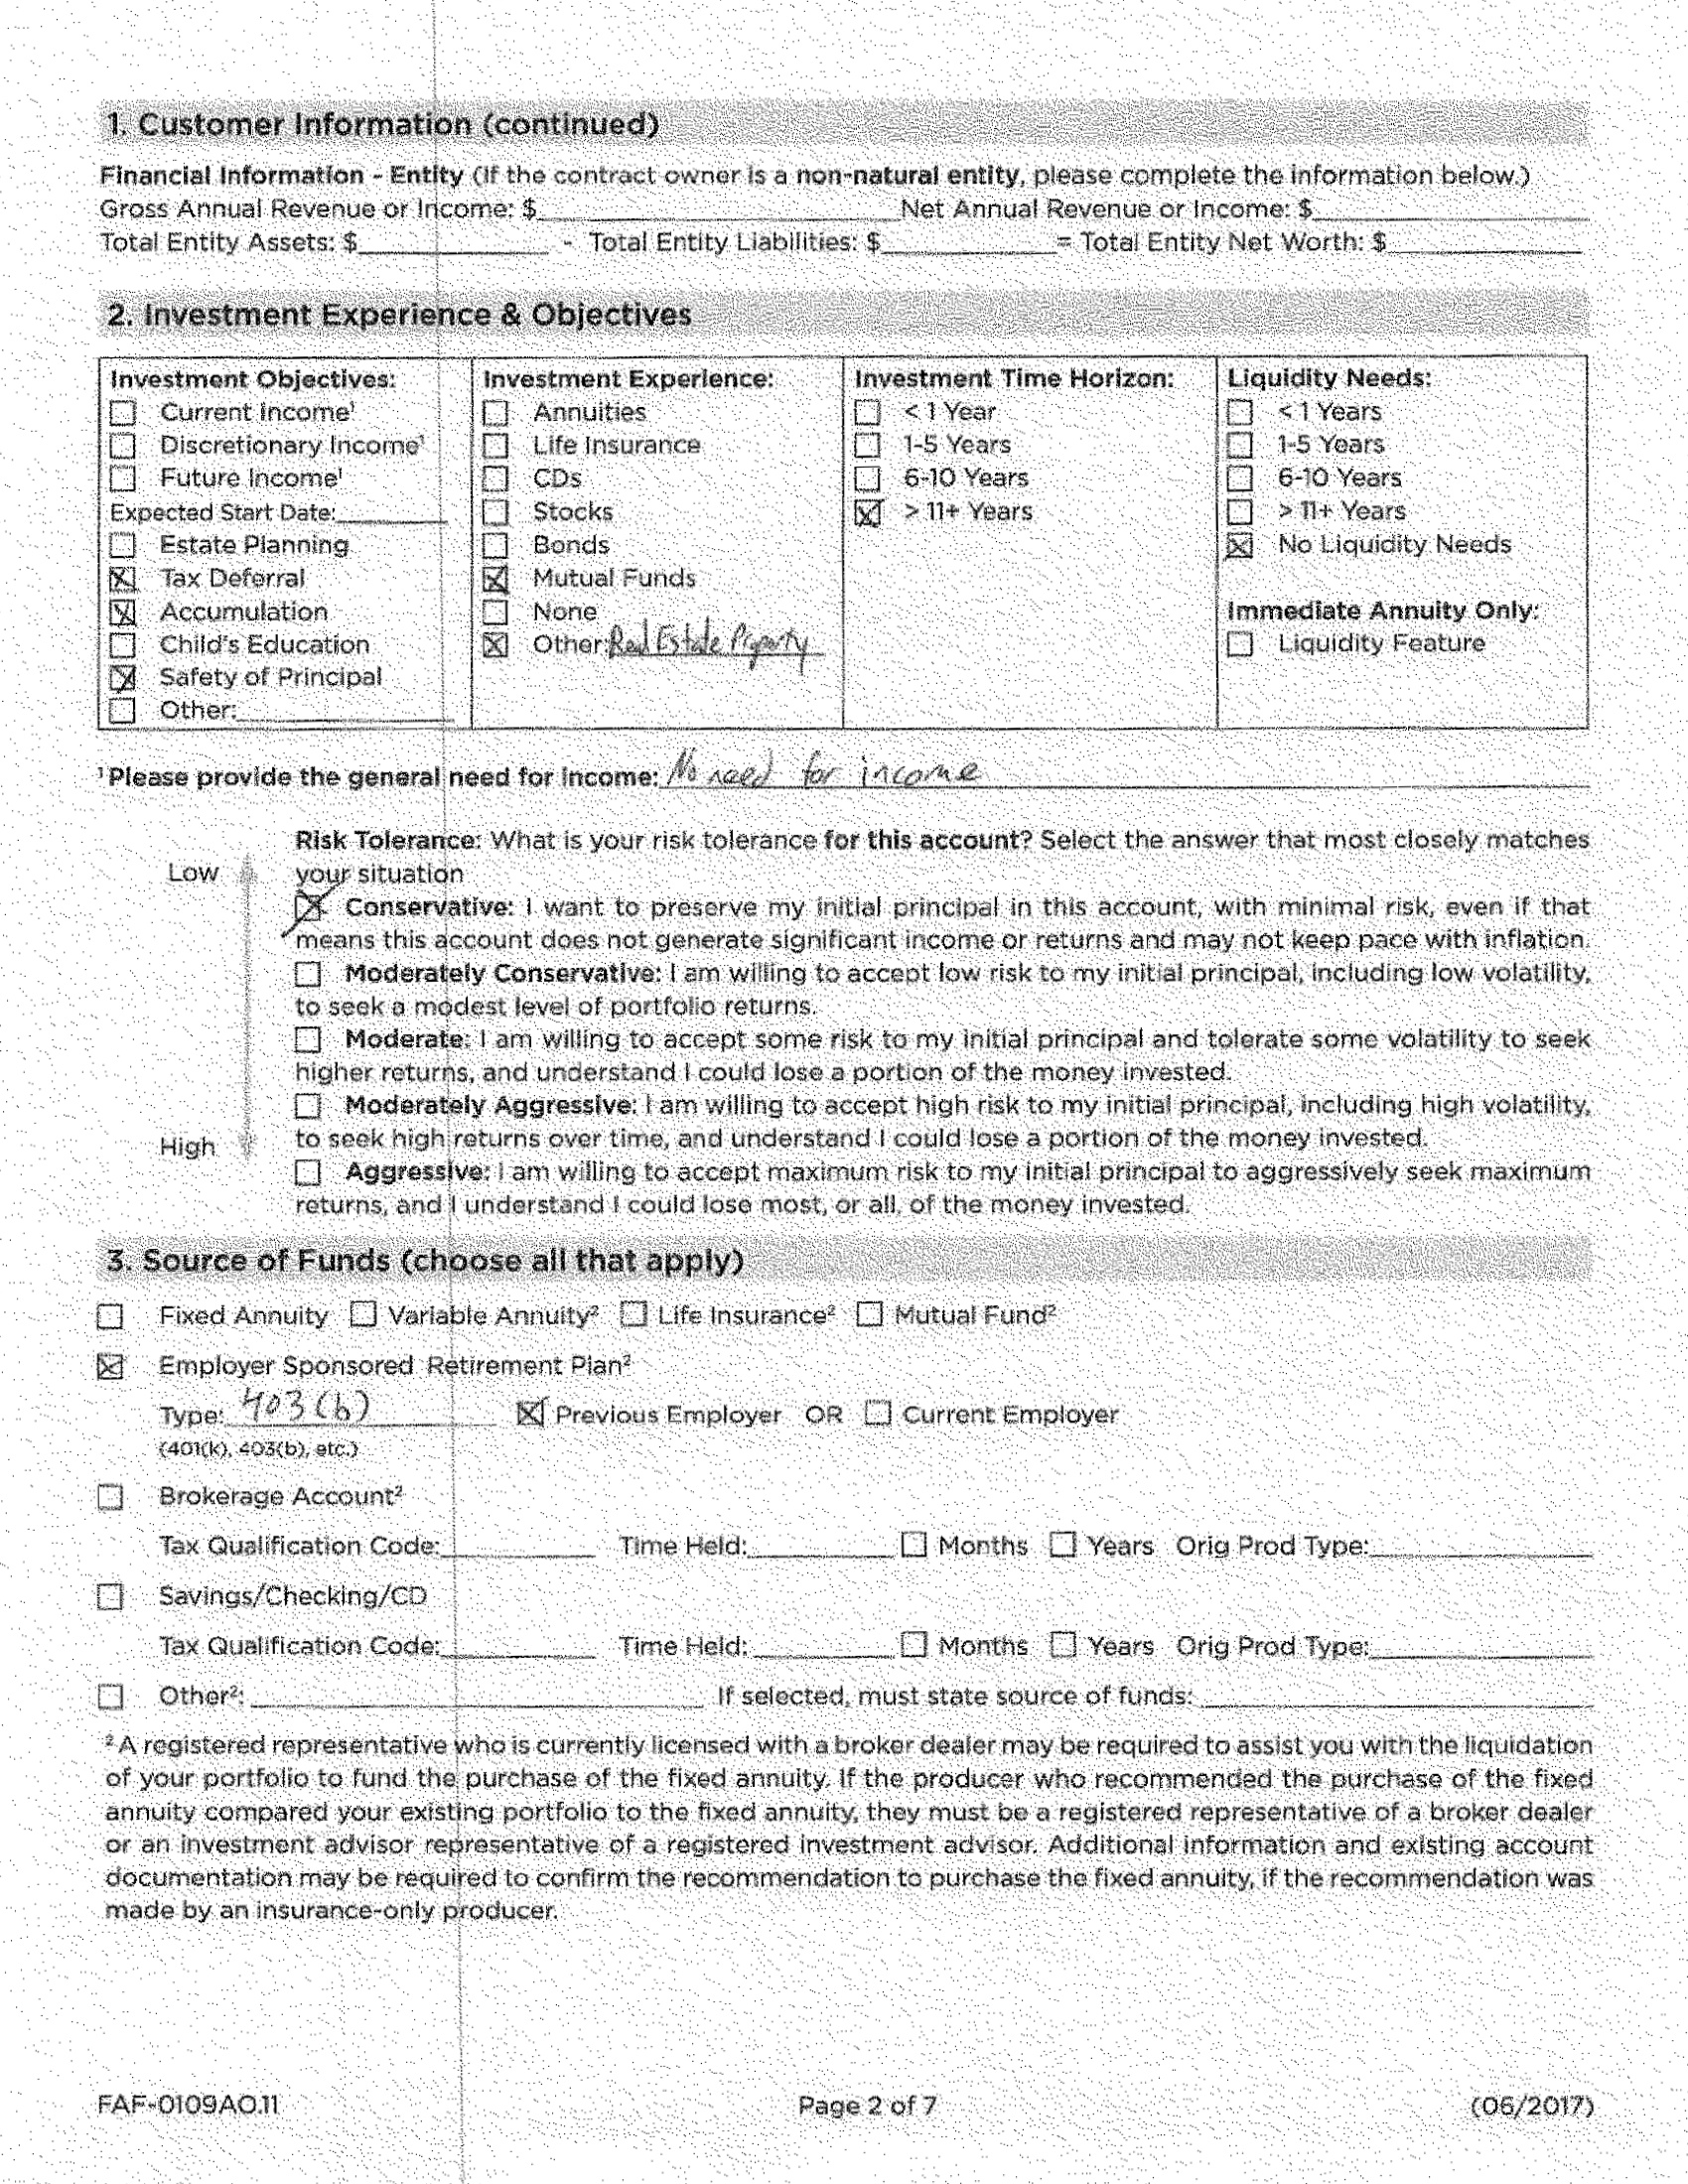 1. Customer Information (continued)
Financial Information - Entity (If the contract owner is a non-natural entity, please complete the information below.)
Gross Annual Revenue or Income: $ Net Annual Revenue or Income: $
Total Entity Assets: $ - Total Entity Liabilities: $ = Total Entity Net Worth: $
2. Investment Experience & Objectives
Investment Objectives:
Current Income¹
Discretionary Income¹
Future Income¹
Expected Start Date:
Estate Planning
Tax Deferral
Accumulation
Child's Education
Safety of Principal
Other:
Investment Experience:
Annuities
Life Insurance
CDs
Stocks
Bonds
Mutual Funds
None
Other: Real Estate Property
Investment Time Horizon:
< 1 Year
1-5 Years
6-10 Years
> 11+ Years
Liquidity Needs:
< 1 Years
1-5 Years
6-10 Years
> 11+ Years
No Liquidity Needs
Immediate Annuity Only:
Liquidity Feature
¹ Please provide the general need for Income: No need for income
Low
High
Risk Tolerance: What is your risk tolerance for this account? Select the answer that most closely matches
your situation
Conservative: I want to preserve my initial principal in this account, with minimal risk, even if that
means this account does not generate significant income or returns and may not keep pace with inflation.
Moderately Conservative: I am willing to accept low risk to my initial principal, including low volatility,
to seek a modest level of portfolio returns.
Moderate: I am willing to accept some risk to my initial principal and tolerate some volatility to seek
higher returns, and understand I could lose a portion of the money invested.
Moderately Aggressive: I am willing to accept high risk to my initial principal, including high volatility,
to seek high returns over time, and understand I could lose a portion of the money invested.
Aggressive: I am willing to accept maximum risk to my initial principal to aggressively seek maximum
returns, and I understand I could lose most, or all, of the money invested.
3. Source of Funds (choose all that apply)
Fixed Annuity Variable Annuity² Life Insurance² Mutual Fund²
Employer Sponsored Retirement Plan²
Type: 403(b) Previous Employer OR Current Employer
(401(k), 403(b), etc.)
Brokerage Account²
Tax Qualification Code: Time Held: Months Years Orig Prod Type:
Savings/Checking/CD
Tax Qualification Code: Time Held: Months Years Orig Prod Type:
Other²: If selected, must state source of funds:
² A registered representative who is currently licensed with a broker dealer may be required to assist you with the liquidation
of your portfolio to fund the purchase of the fixed annuity. If the producer who recommended the purchase of the fixed
annuity compared your existing portfolio to the fixed annuity, they must be a registered representative of a broker dealer
or an investment advisor representative of a registered investment advisor. Additional information and existing account
documentation may be required to confirm the recommendation to purchase the fixed annuity, if the recommendation was
made by an insurance-only producer.
FAF-0109AO.11 Page 2 of 7 (06/2017)